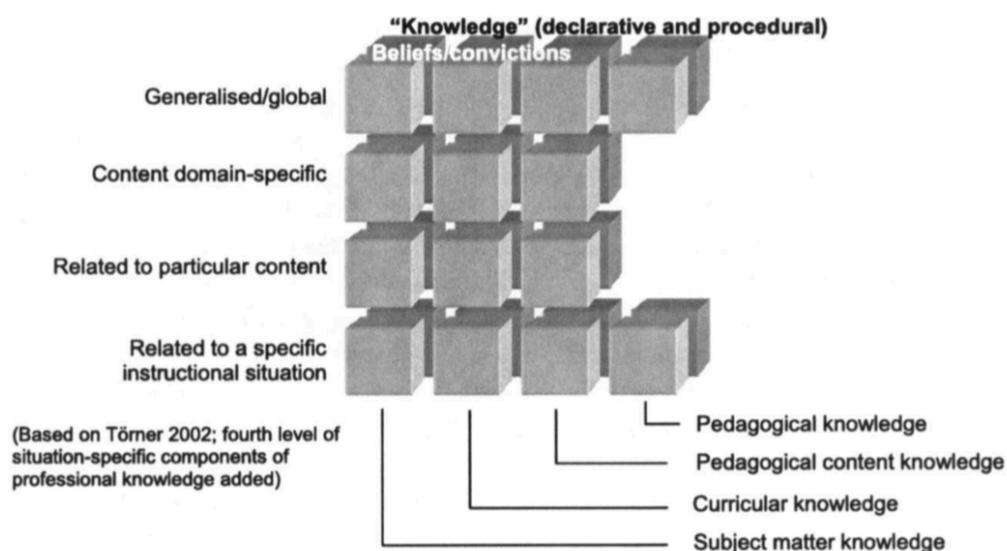 “Knowledge” (declarative and procedural)
Beliefs/convictions
Generalised/global
Content domain-specific
Related to particular content
Related to a specific
instructional situation
(Based on Törner 2002; fourth level of
situation-specific components of
professional knowledge added)
Pedagogical knowledge
Pedagogical content knowledge
Curricular knowledge
Subject matter knowledge